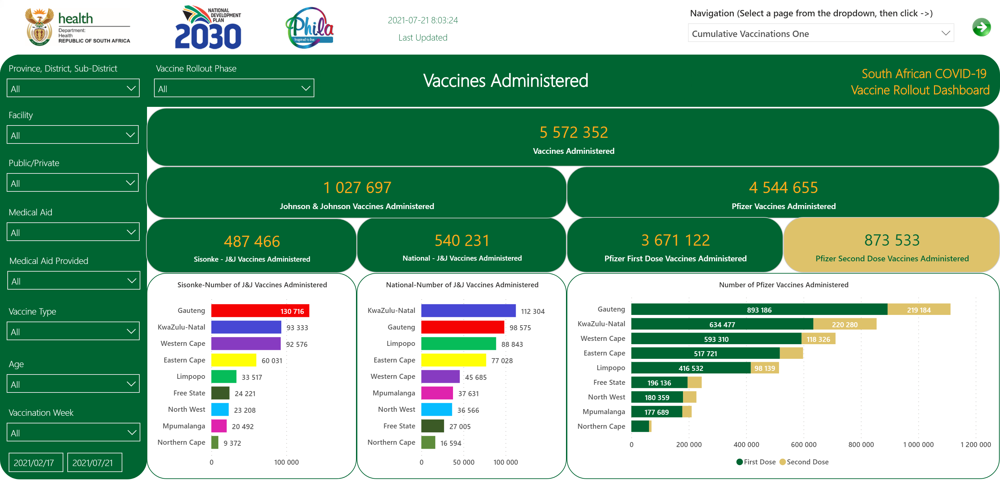 health
Department:
Health
REPUBLIC OF SOUTH AFRICA
NATIONAL
DEVELOPMENT
PLAN
2030
Phila
Inspired to live
2021-07-21 8:03:24
Last Updated
Navigation (Select a page from the dropdown, then click ->)
Cumulative Vaccinations One
Province, District, Sub-District
All
Vaccine Rollout Phase
All
Vaccines Administered
South African COVID-19
Vaccine Rollout Dashboard
Facility
All
Public/Private
All
Medical Aid
All
Medical Aid Provided
All
Vaccine Type
All
Age
All
Vaccination Week
All
2021/02/17 2021/07/21
5 572 352
Vaccines Administered
1 027 697
Johnson & Johnson Vaccines Administered
4 544 655
Pfizer Vaccines Administered
487 466
Sisonke - J&J Vaccines Administered
540 231
National - J&J Vaccines Administered
3 671 122
Pfizer First Dose Vaccines Administered
873 533
Pfizer Second Dose Vaccines Administered
Sisonke-Number of J&J Vaccines Administered
Gauteng 130 716
KwaZulu-Natal 93 333
Western Cape 92 576
Eastern Cape 60 031
Limpopo 33 517
Free State 24 221
North West 23 208
Mpumalanga 20 492
Northern Cape 9 372
0 100 000
National-Number of J&J Vaccines Administered
KwaZulu-Natal 112 304
Gauteng 98 575
Limpopo 88 843
Eastern Cape 77 028
Western Cape 45 685
Mpumalanga 37 631
North West 36 566
Free State 27 005
Northern Cape 16 594
0 50 000 100 000
Number of Pfizer Vaccines Administered
Gauteng 893 186 219 184
KwaZulu-Natal 634 477 220 280
Western Cape 593 310 118 326
Eastern Cape 517 721
Limpopo 416 532 98 139
Free State 196 136
North West 180 359
Mpumalanga 177 689
Northern Cape
0 200 000 400 000 600 000 800 000 1 000 000 1 200 000
First Dose Second Dose